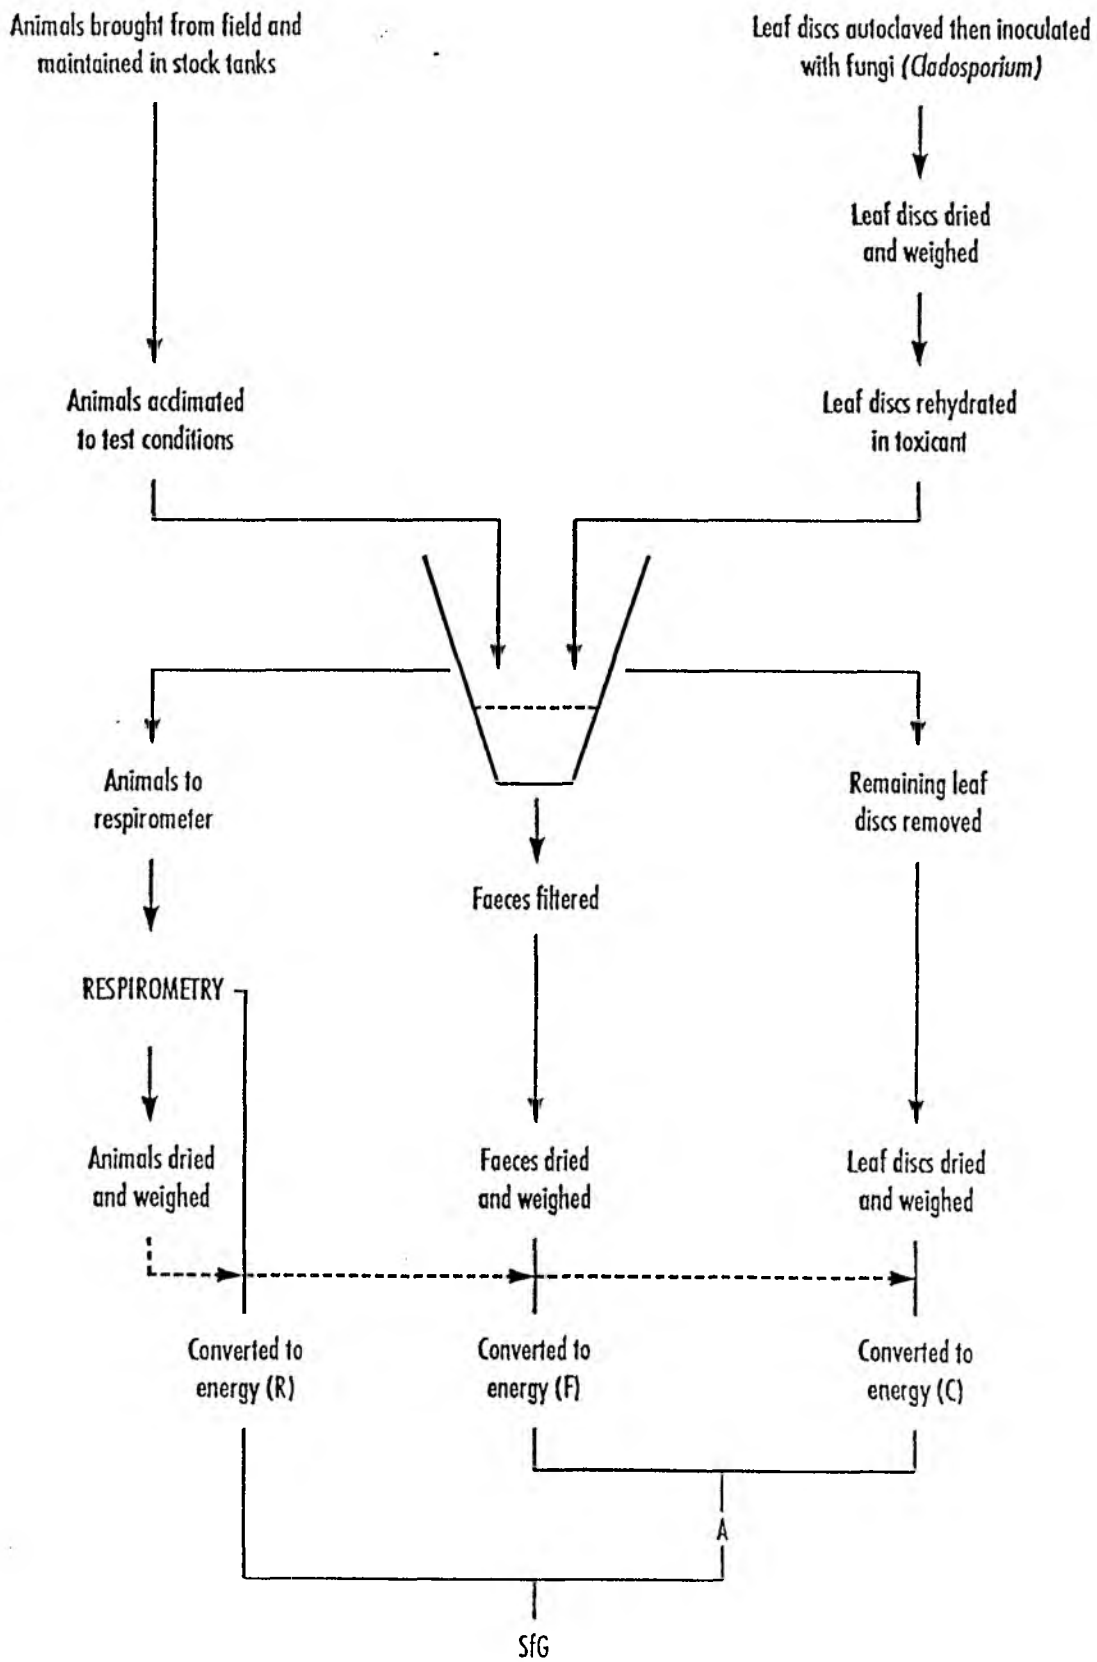 Animals brought from field and
maintained in stock tanks
Leaf discs autoclaved then inoculated
with fungi (Cladosporium)
Leaf discs dried
and weighed
Animals acclimated
to test conditions
Leaf discs rehydrated
in toxicant
Animals to
respirometer
Remaining leaf
discs removed
Faeces filtered
RESPIROMETRY
Animals dried
and weighed
Faeces dried
and weighed
Leaf discs dried
and weighed
Converted to
energy (R)
Converted to
energy (F)
Converted to
energy (C)
A
SfG